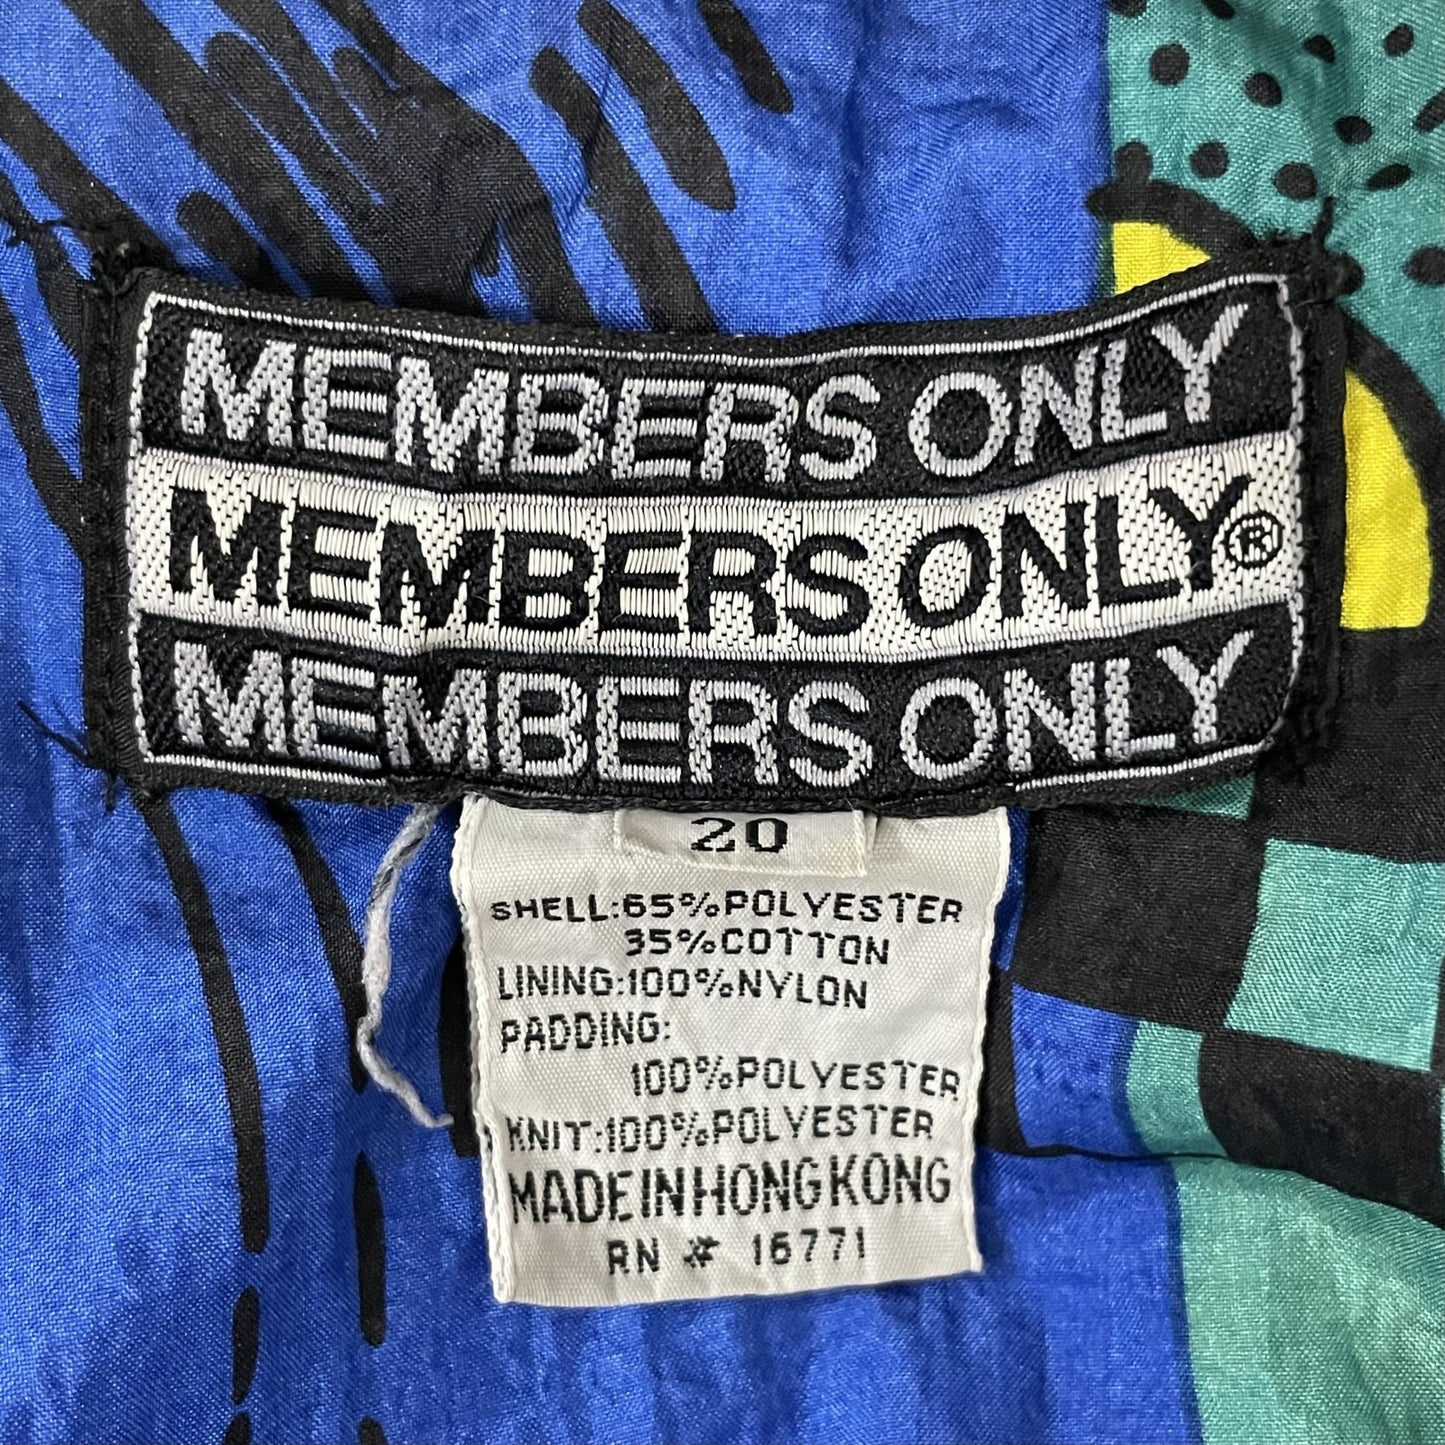 MEMBERS ONLY
MEMBERS ONLY®
MEMBERS ONLY
20
SHELL:65%POLYESTER
35%COTTON
LINING:100%NYLON
PADDING:
100%POLYESTER
KNIT:100%POLYESTER
MADE IN HONG KONG
RN # 16771